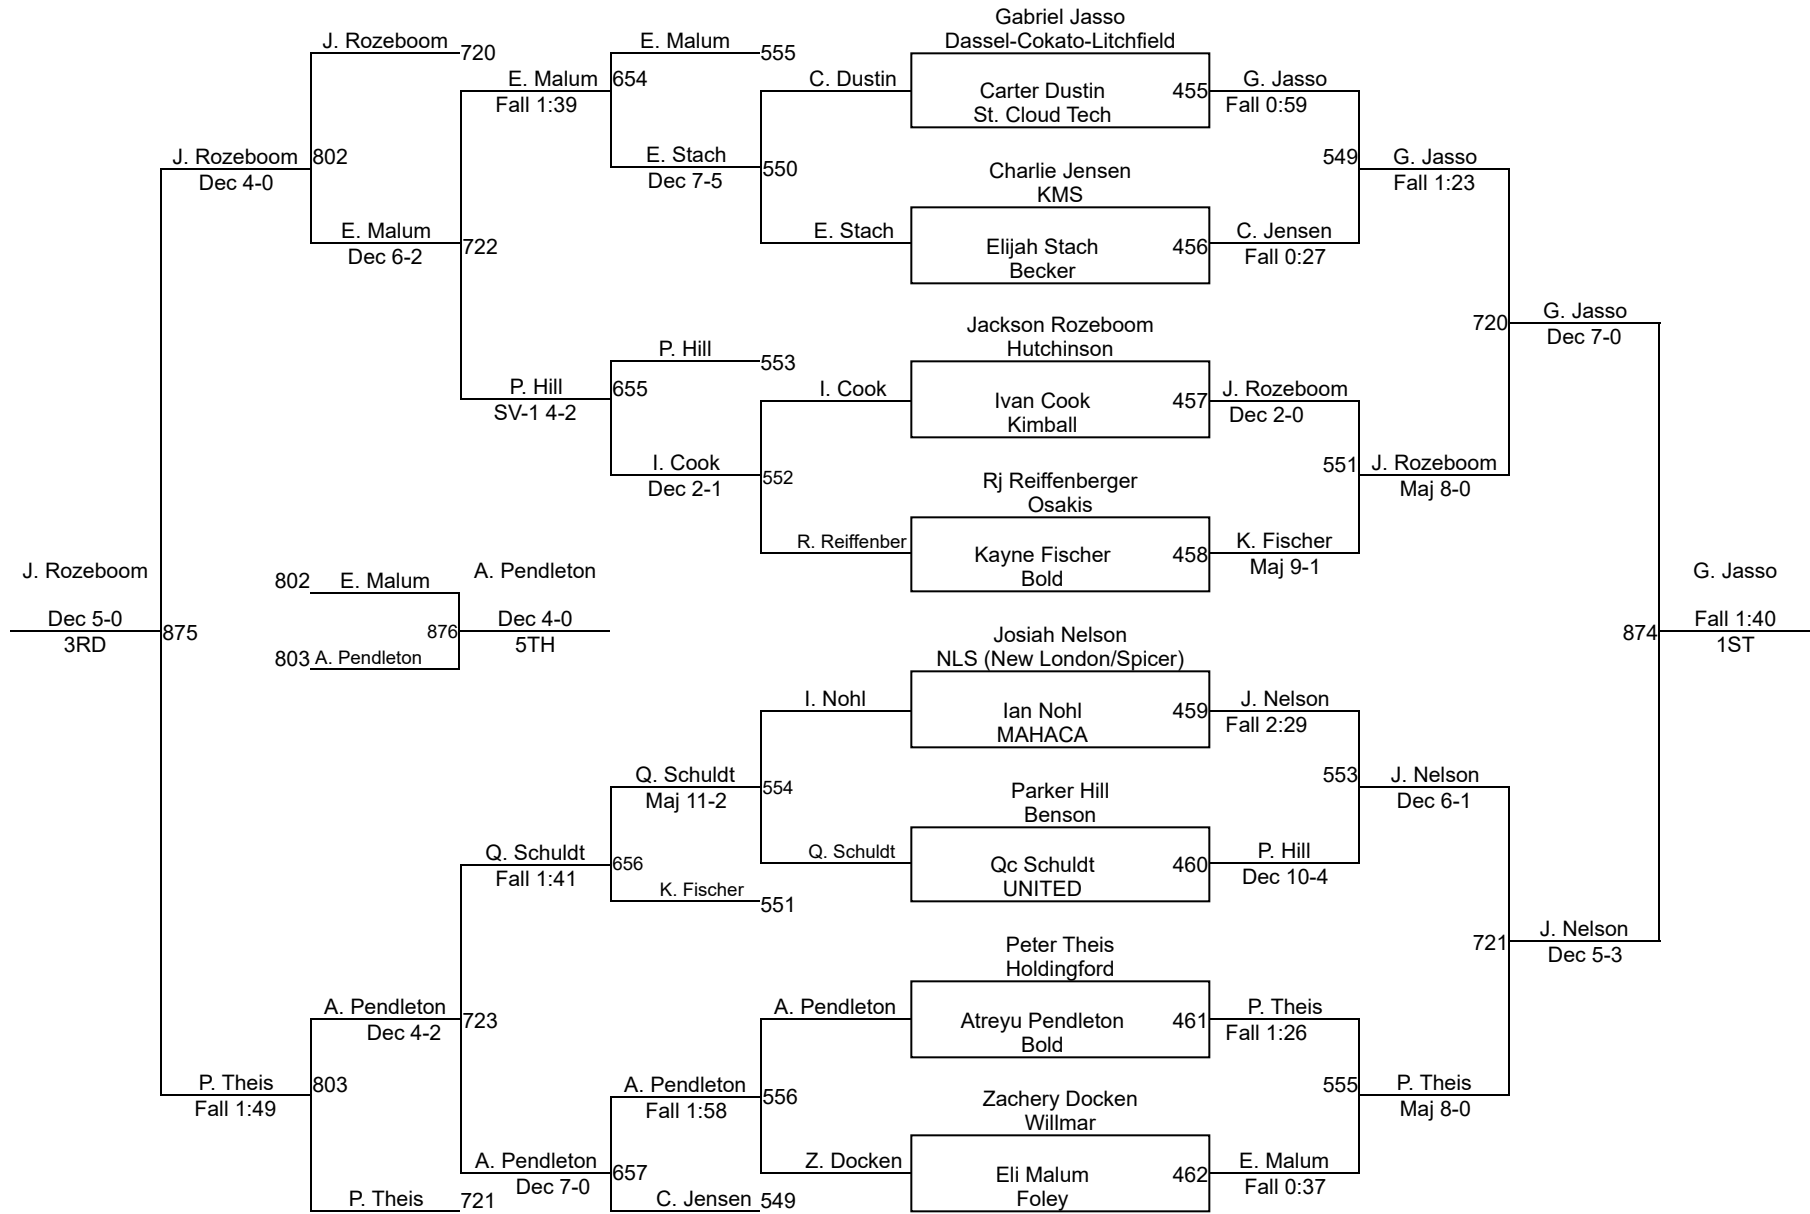 Gabriel Jasso
J. Rozeboom
720
E. Malum
555
Dassel-Cokato-Litchfield
E. Malum
654
C. Dustin
Carter Dustin
455
G. Jasso
Fall 1:39
St. Cloud Tech
Fall 0:59
J. Rozeboom
802
E. Stach
550
Charlie Jensen
549
G. Jasso
Dec 4-0
Dec 7-5
KMS
Fall 1:23
E. Malum
722
E. Stach
Elijah Stach
456
C. Jensen
Dec 6-2
Becker
Fall 0:27
Jackson Rozeboom
720
G. Jasso
P. Hill
553
Hutchinson
Dec 7-0
P. Hill
655
I. Cook
Ivan Cook
457
J. Rozeboom
SV-1 4-2
Kimball
Dec 2-0
I. Cook
552
Rj Reiffenberger
551
J. Rozeboom
Dec 2-1
Osakis
Maj 8-0
R. Reiffenber
Kayne Fischer
458
K. Fischer
Bold
Maj 9-1
J. Rozeboom
802
E. Malum
A. Pendleton
G. Jasso
Dec 5-0
875
876
Dec 4-0
874
Fall 1:40
3RD
803
A. Pendleton
5TH
1ST
Josiah Nelson
NLS (New London/Spicer)
I. Nohl
Ian Nohl
459
J. Nelson
MAHACA
Fall 2:29
Q. Schuldt
554
Parker Hill
553
J. Nelson
Maj 11-2
Benson
Dec 6-1
Q. Schuldt
656
Q. Schuldt
Qc Schuldt
460
P. Hill
Fall 1:41
K. Fischer
551
UNITED
Dec 10-4
Peter Theis
721
J. Nelson
Holdingford
Dec 5-3
A. Pendleton
723
A. Pendleton
Atreyu Pendleton
461
P. Theis
Dec 4-2
Bold
Fall 1:26
P. Theis
803
A. Pendleton
556
Zachery Docken
555
P. Theis
Fall 1:49
Fall 1:58
Willmar
Maj 8-0
A. Pendleton
657
Z. Docken
Eli Malum
462
E. Malum
Dec 7-0
Foley
Fall 0:37
P. Theis
721
C. Jensen
549